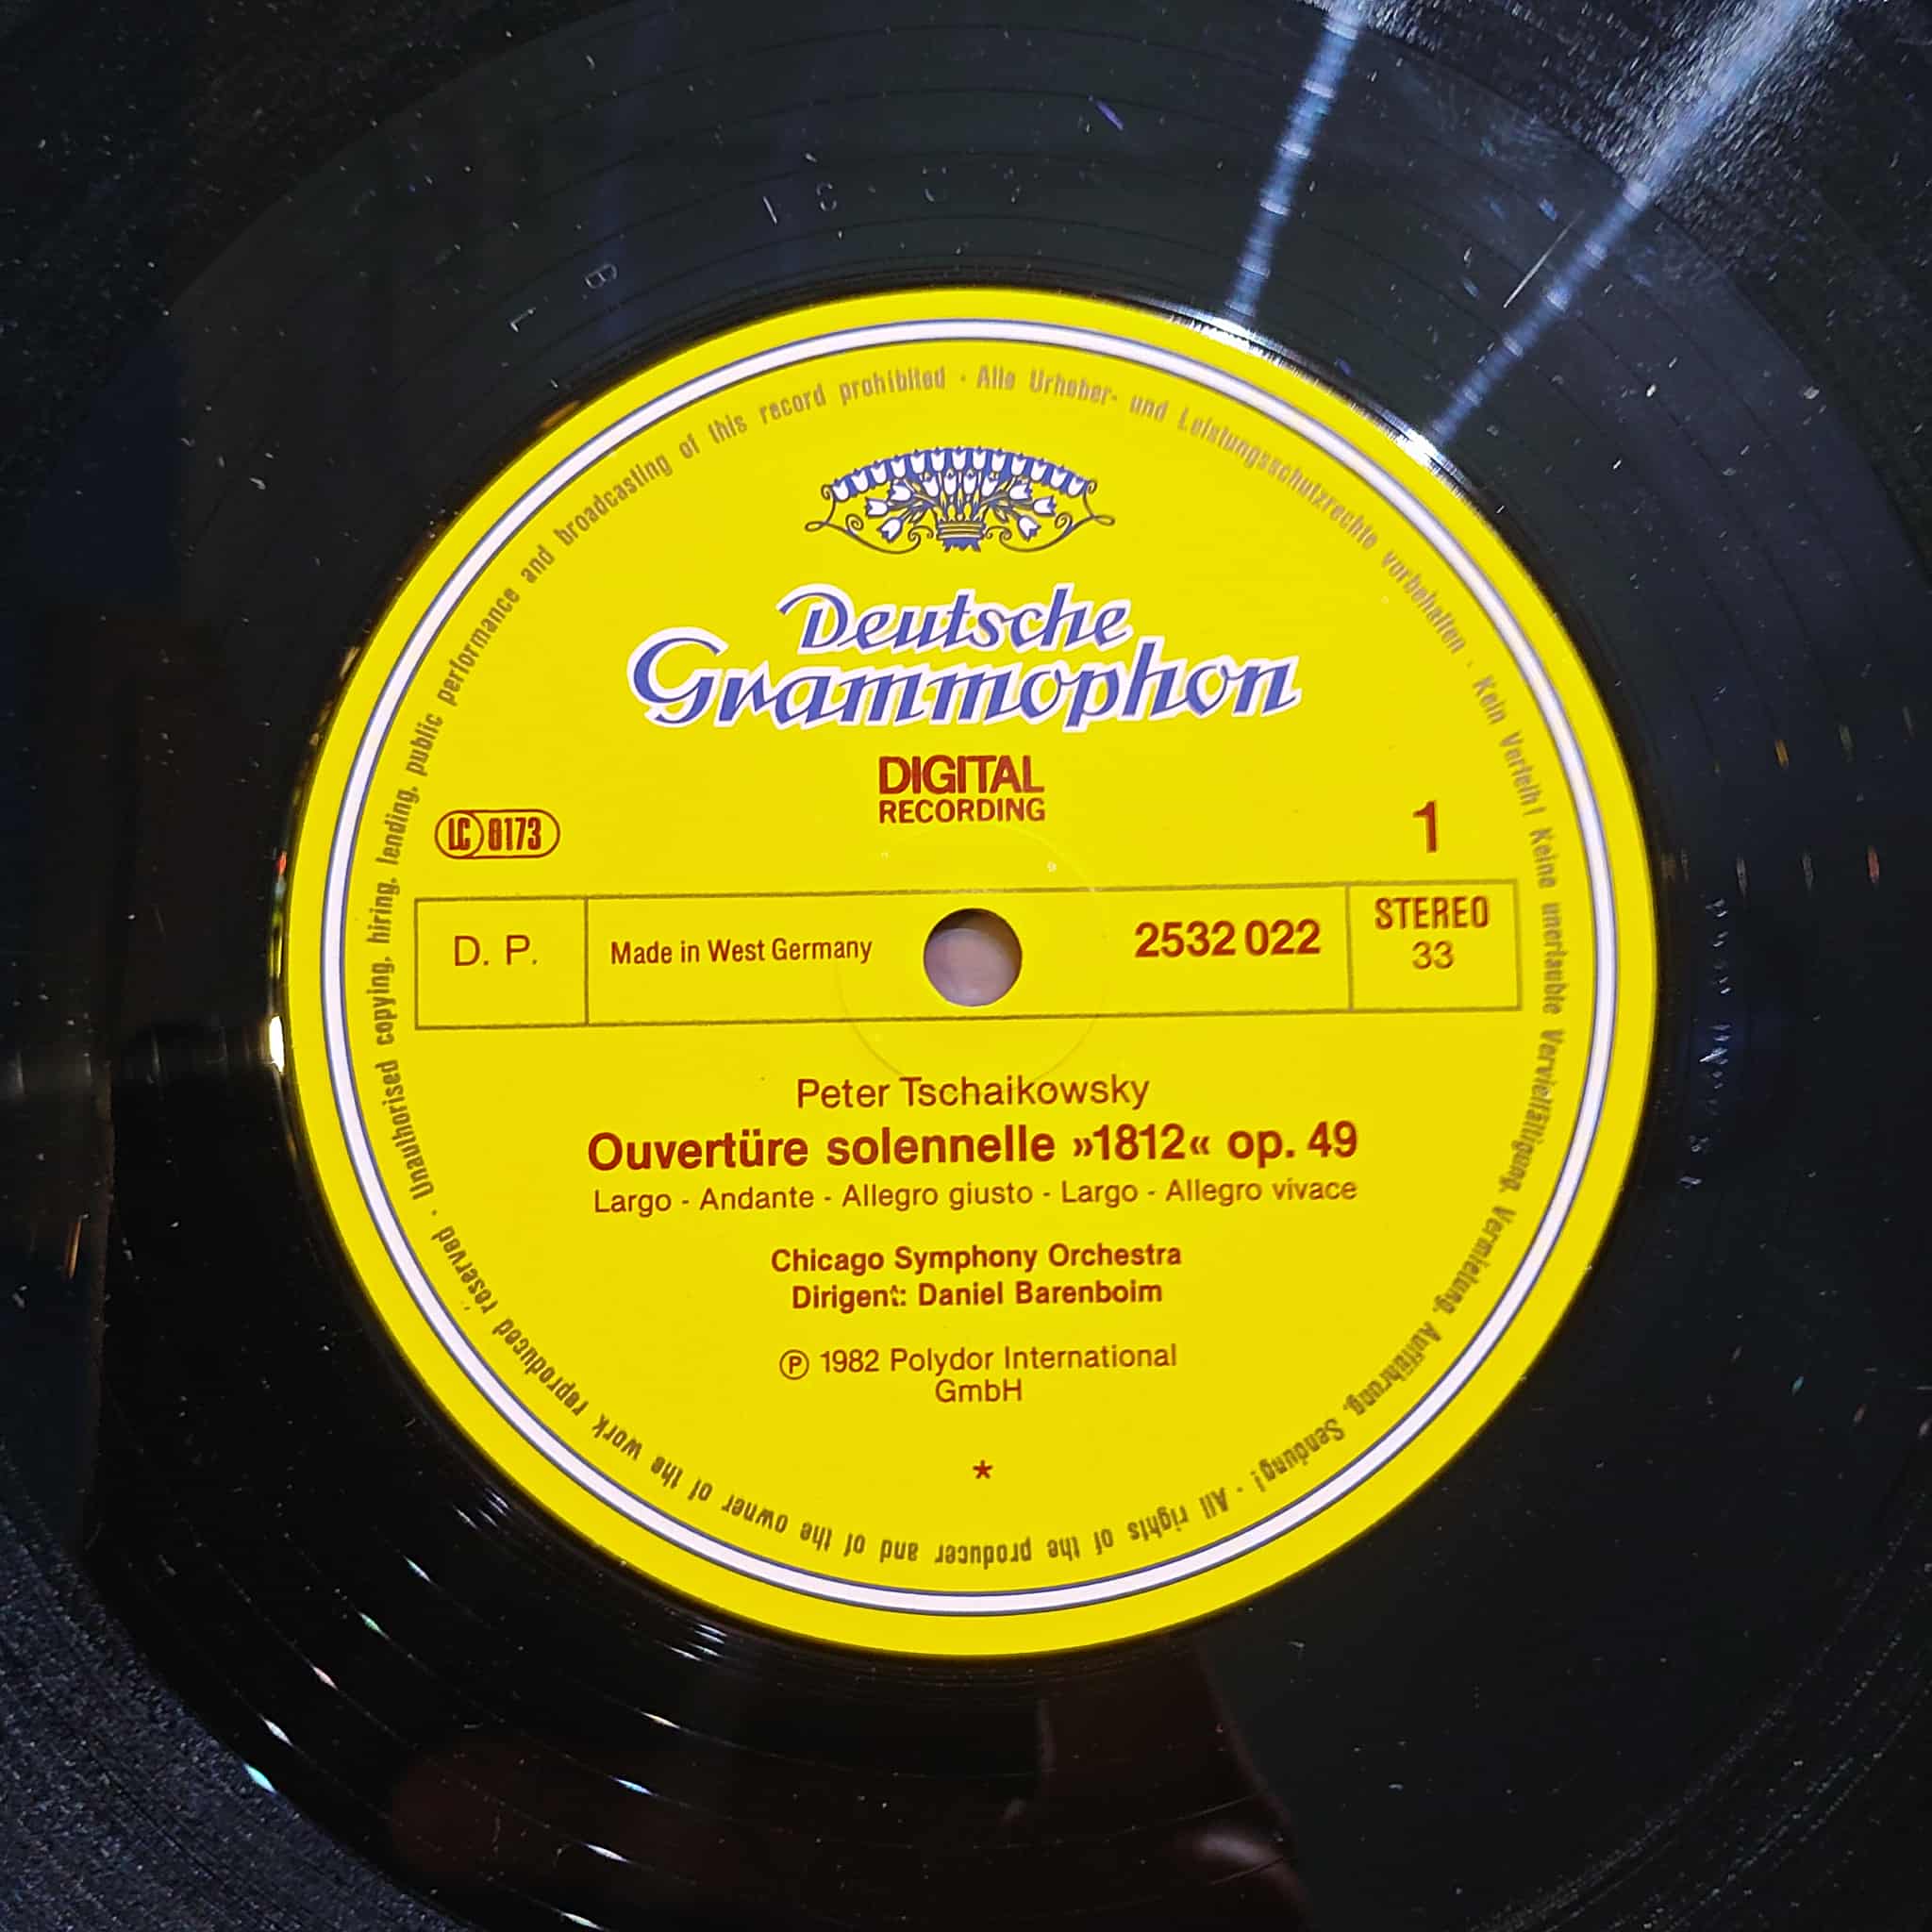 Deutsche
Grammophon
DIGITAL
RECORDING
LC 0173
1
D. P.
Made in West Germany
2532 022
STEREO
33
Peter Tschaikowsky
Ouvertüre solennelle »1812« op. 49
Largo - Andante - Allegro giusto - Largo - Allegro vivace
Chicago Symphony Orchestra
Dirigent: Daniel Barenboim
℗ 1982 Polydor International
GmbH
*
Alle Urheber- und Leistungsschutzrechte vorbehalten · Kein Verleih! Keine unerlaubte Vervielfältigung, Vermietung, Aufführung, Sendung! · All rights of the producer and of the owner of the work reproduced reserved · Unauthorised copying, hiring, lending, public performance and broadcasting of this record prohibited ·